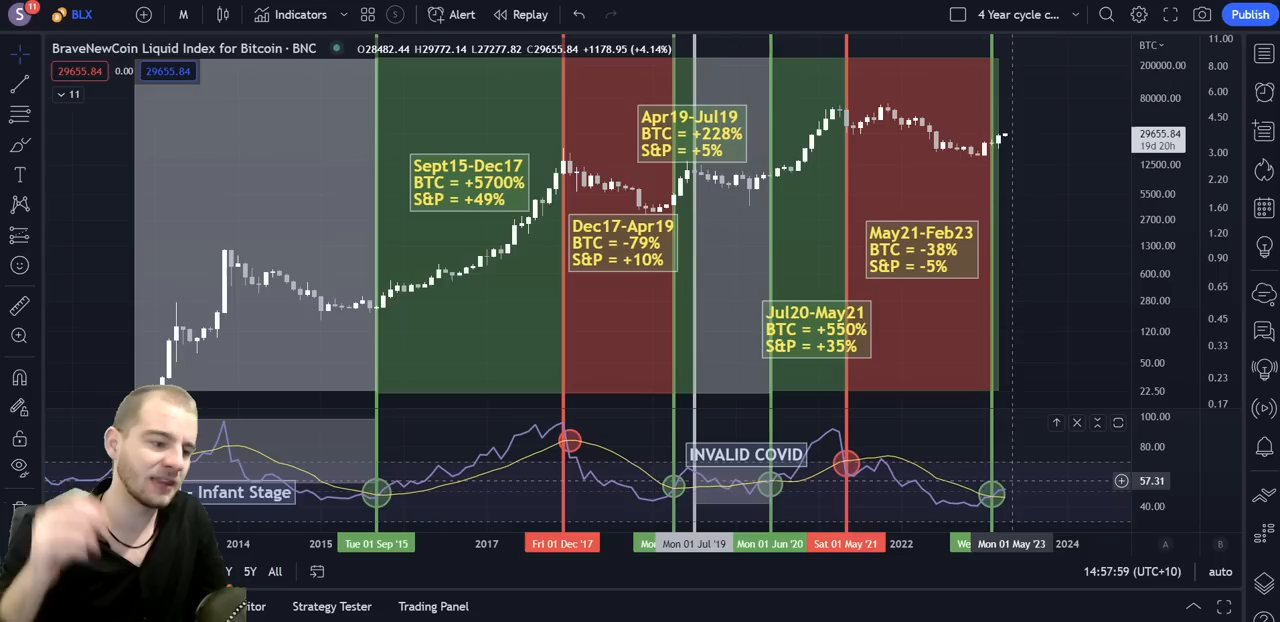 S
11
BLX
M
Indicators
S
Alert
Replay
4 Year cycle c...
Publish
BraveNewCoin Liquid Index for Bitcoin · BNC
O28482.44 H29772.14 L27277.82 C29655.84 +1178.95 (+4.14%)
29655.84
0.00
29655.84
11
BTC
200000.00
80000.00
29655.84
19d 20h
12500.00
5500.00
2700.00
1300.00
600.00
280.00
120.00
50.00
22.50
11.00
8.00
6.00
4.50
3.00
2.20
1.60
1.20
0.90
0.65
0.45
0.33
0.23
0.17
Sept15-Dec17
BTC = +5700%
S&P = +49%
Dec17-Apr19
BTC = -79%
S&P = +10%
Apr19-Jul19
BTC = +228%
S&P = +5%
Jul20-May21
BTC = +550%
S&P = +35%
May21-Feb23
BTC = -38%
S&P = -5%
- Infant Stage
INVALID COVID
100.00
80.00
57.31
40.00
2014
2015
Tue 01 Sep '15
2017
Fri 01 Dec '17
Mon 01 Jul '19
Mon 01 Jun '20
Sat 01 May '21
2022
We
Mon 01 May '23
2024
A
B
Y
5Y
All
14:57:59 (UTC+10)
auto
itor
Strategy Tester
Trading Panel